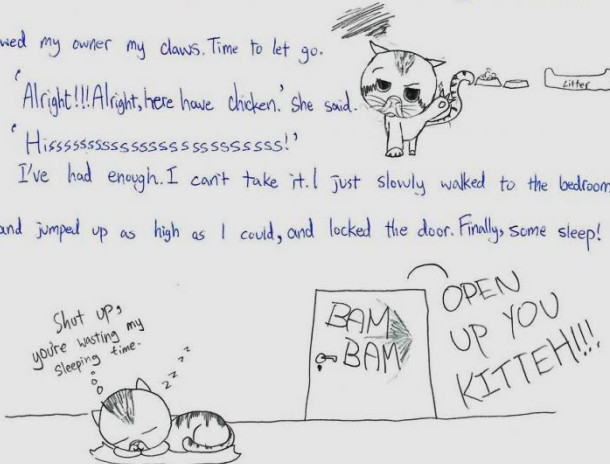 wed my owner my claws. Time to let go.
'Alright!!! Alright, here have chicken.' she said.
'Hisssssssssssssssssssssssssss!'
I've had enough. I can't take it. I just slowly walked to the bedroom
and jumped up as high as I could, and locked the door. Finally, some sleep!
Litter
Shut up,
you're wasting my
sleeping time.
z z z z
BAM
BAM
OPEN
UP YOU
KITTEH!!!